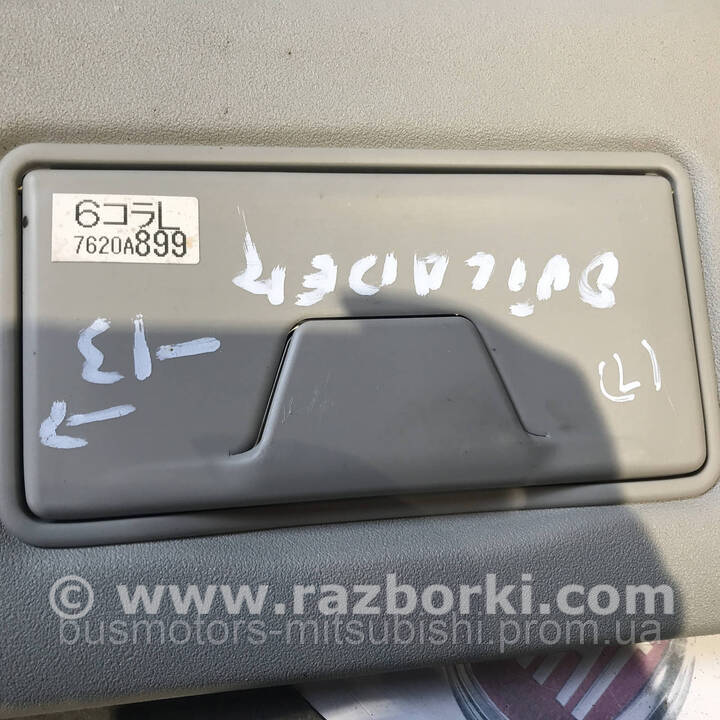 6コラL
7620A899
OUTLANDER
-13
© www.razborki.com
busmotors-mitsubishi.prom.ua